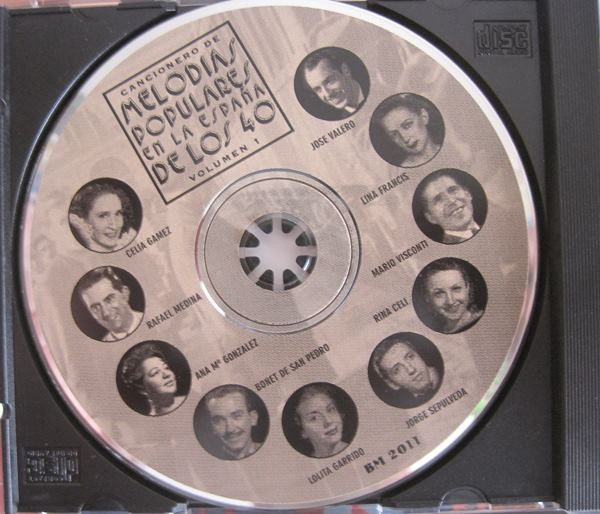 CANCIONERO DE
MELODIAS
POPULARES
EN LA ESPAÑA
DE LOS 40
VOLUMEN 1
JOSE VALERO
LINA FRANCIS
MARIO VISCONTI
RINA CELI
JORGE SEPULVEDA
LOLITA GARRIDO
BONET DE SAN PEDRO
ANA Mª GONZALEZ
RAFAEL MEDINA
CELIA GAMEZ
BM 2011
disc